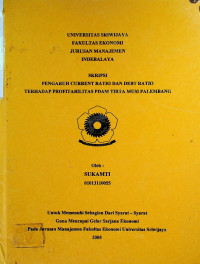 UNIVERSITAS SRIWIJAYA
FAKULTAS EKONOMI
JURUSAN MANAJEMEN
INDERALAYA
SKRIPSI
PENGARUH CURRENT RATIO DAN DEBT RATIO
TERHADAP PROFITABILITAS PDAM TIRTA MUSI PALEMBANG
Oleh :
SUKAMTI
01013110055
Untuk Memenuhi Sebagian Dari Syarat – Syarat
Guna Mencapai Gelar Sarjana Ekonomi
Pada Jurusan Manajemen Fakultas Ekonomi Universitas Sriwijaya
2005